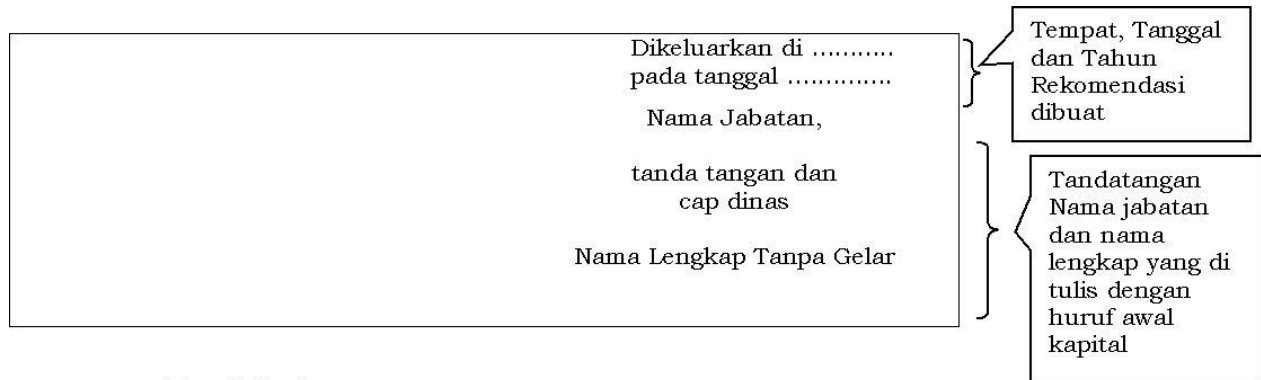 Dikeluarkan di ...........
pada tanggal ..............
Nama Jabatan,
tanda tangan dan
cap dinas
Nama Lengkap Tanpa Gelar
Tempat, Tanggal
dan Tahun
Rekomendasi
dibuat
Tandatangan
Nama jabatan
dan nama
lengkap yang di
tulis dengan
huruf awal
kapital